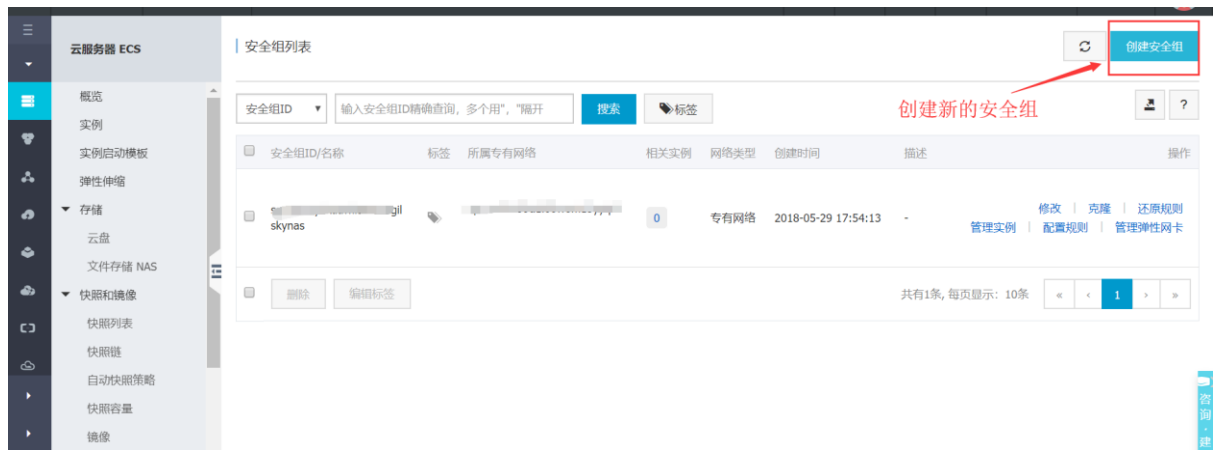 云服务器 ECS
概览
实例
实例启动模板
弹性伸缩
存储
云盘
文件存储 NAS
快照和镜像
快照列表
快照链
自动快照策略
快照容量
镜像
安全组列表
创建安全组
安全组ID 输入安全组ID精确查询, 多个用","隔开 搜索 标签
创建新的安全组
?
安全组ID/名称 标签 所属专有网络 相关实例 网络类型 创建时间 描述 操作
gil
skynas
0 专有网络 2018-05-29 17:54:13 -
修改 | 克隆 | 还原规则
管理实例 | 配置规则 | 管理弹性网卡
删除 编辑标签 共有1条, 每页显示: 10条 « ‹ 1 › »
咨询·建